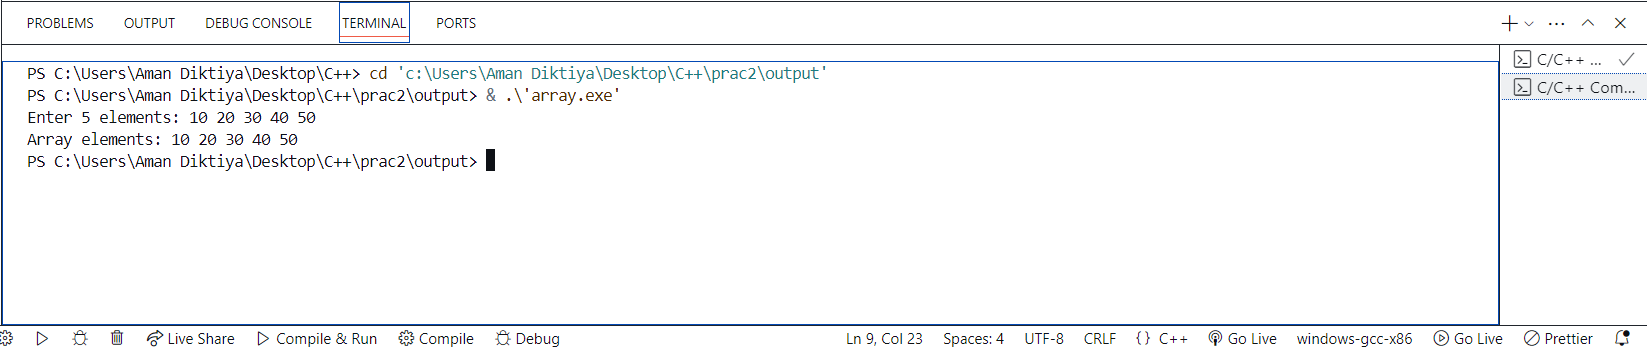 PROBLEMS OUTPUT DEBUG CONSOLE TERMINAL PORTS
PS C:\Users\Aman Diktiya\Desktop\C++> cd 'c:\Users\Aman Diktiya\Desktop\C++\prac2\output'
PS C:\Users\Aman Diktiya\Desktop\C++\prac2\output> & .\'array.exe'
Enter 5 elements: 10 20 30 40 50
Array elements: 10 20 30 40 50
PS C:\Users\Aman Diktiya\Desktop\C++\prac2\output>
C/C++ ...
C/C++ Com...
Live Share Compile & Run Compile Debug Ln 9, Col 23 Spaces: 4 UTF-8 CRLF {} C++ Go Live windows-gcc-x86 Go Live Prettier